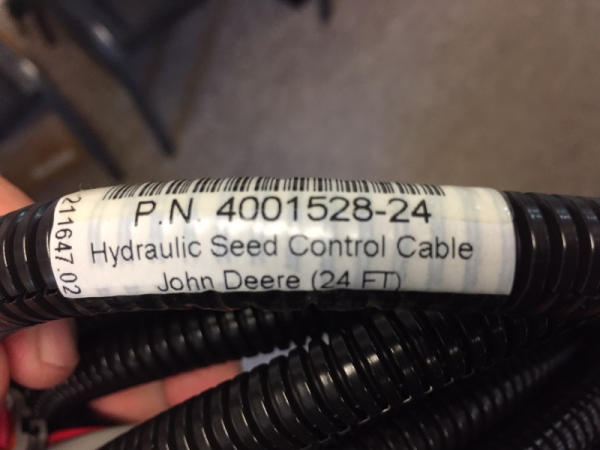 P.N. 4001528-24
Hydraulic Seed Control Cable
John Deere (24 FT)
211647.02